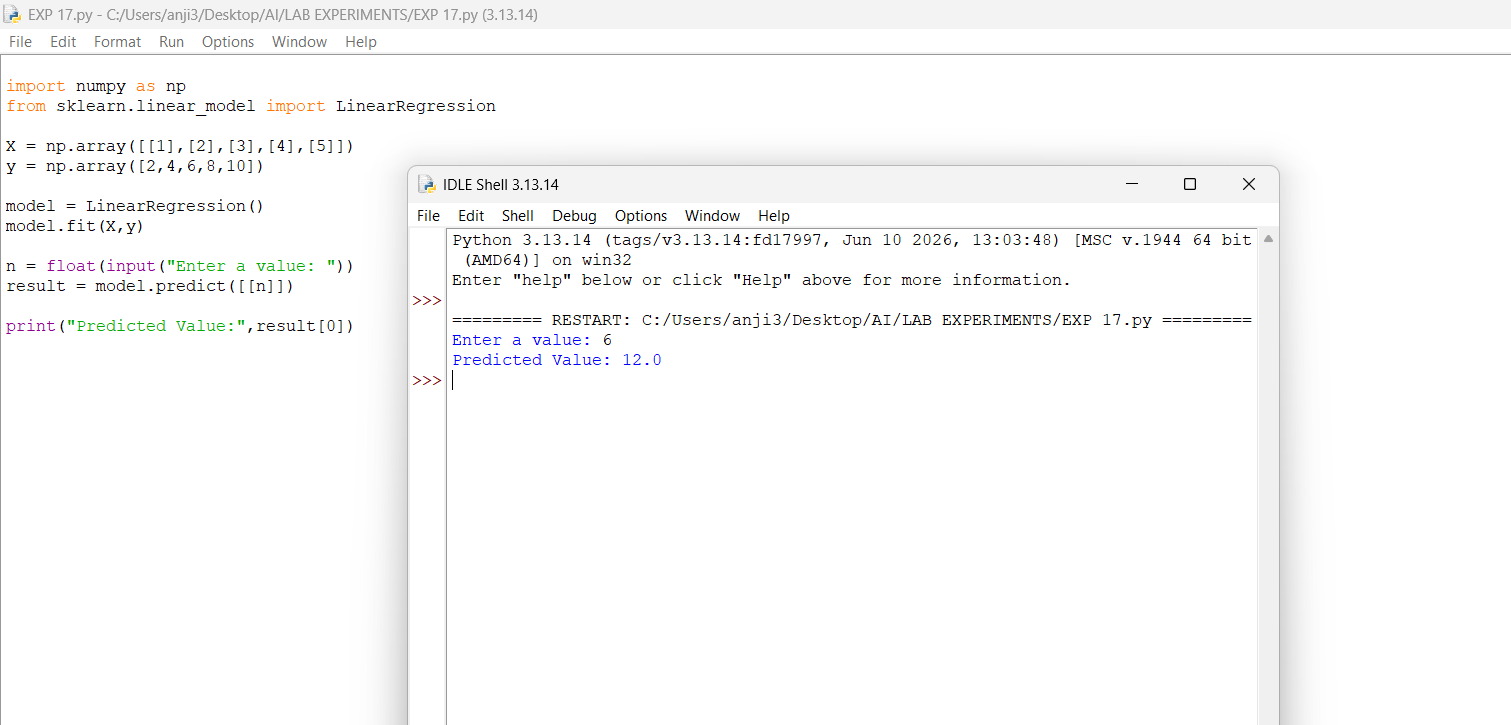 EXP 17.py - C:/Users/anji3/Desktop/AI/LAB EXPERIMENTS/EXP 17.py (3.13.14)
File Edit Format Run Options Window Help
import numpy as np
from sklearn.linear_model import LinearRegression
X = np.array([[1],[2],[3],[4],[5]])
y = np.array([2,4,6,8,10])
model = LinearRegression()
model.fit(X,y)
n = float(input("Enter a value: "))
result = model.predict([[n]])
print("Predicted Value:",result[0])
IDLE Shell 3.13.14
File Edit Shell Debug Options Window Help
Python 3.13.14 (tags/v3.13.14:fd17997, Jun 10 2026, 13:03:48) [MSC v.1944 64 bit
(AMD64)] on win32
Enter "help" below or click "Help" above for more information.
>>>
========= RESTART: C:/Users/anji3/Desktop/AI/LAB EXPERIMENTS/EXP 17.py =========
Enter a value: 6
Predicted Value: 12.0
>>>